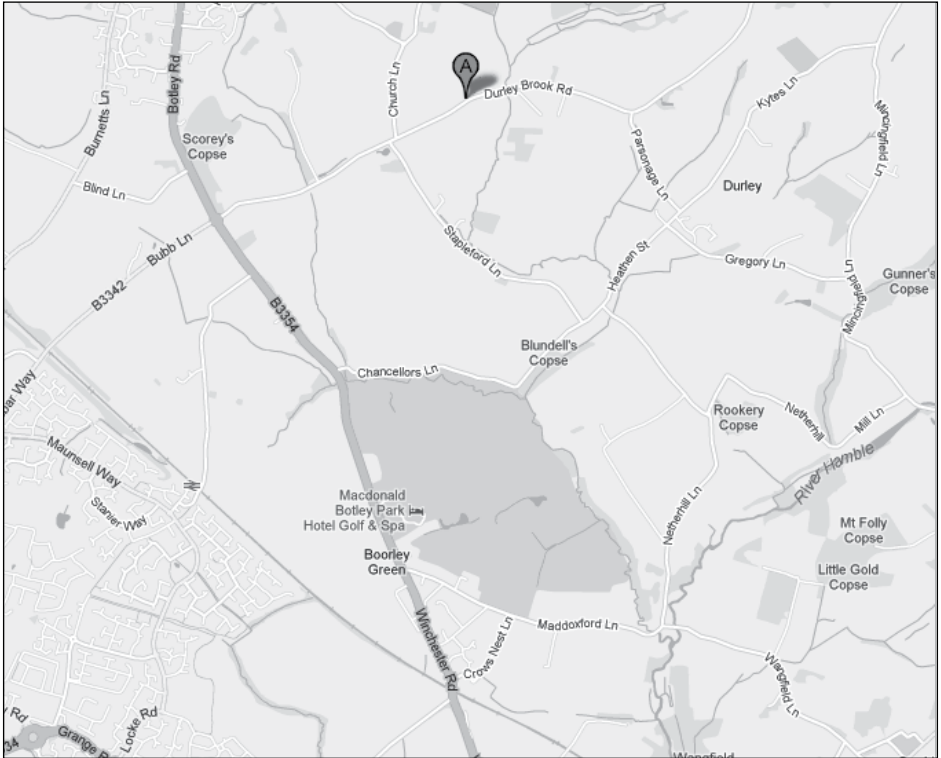 Botley Rd
Burnetts Ln
Church Ln
A
Durley Brook Rd
Kytes Ln
Mincingfield Ln
Scorey's
Copse
Parsonage Ln
Blind Ln
Durley
Bubb Ln
Stapleford Ln
Heathen St
Gregory Ln
Mincingfield Ln
Gunner's
Copse
B3342
B3354
Blundell's
Copse
Chancellors Ln
Way
Rookery
Copse
Netherhill
Mill Ln
River Hamble
Maunsell Way
Stanier Way
Macdonald
Botley Park
Hotel Golf & Spa
Netherhill Ln
Mt Folly
Copse
Boorley
Green
Little Gold
Copse
Winchester Rd
Crows Nest Ln
Maddoxford Ln
Wangfield Ln
Rd
Locke Rd
Grange
Wangfield